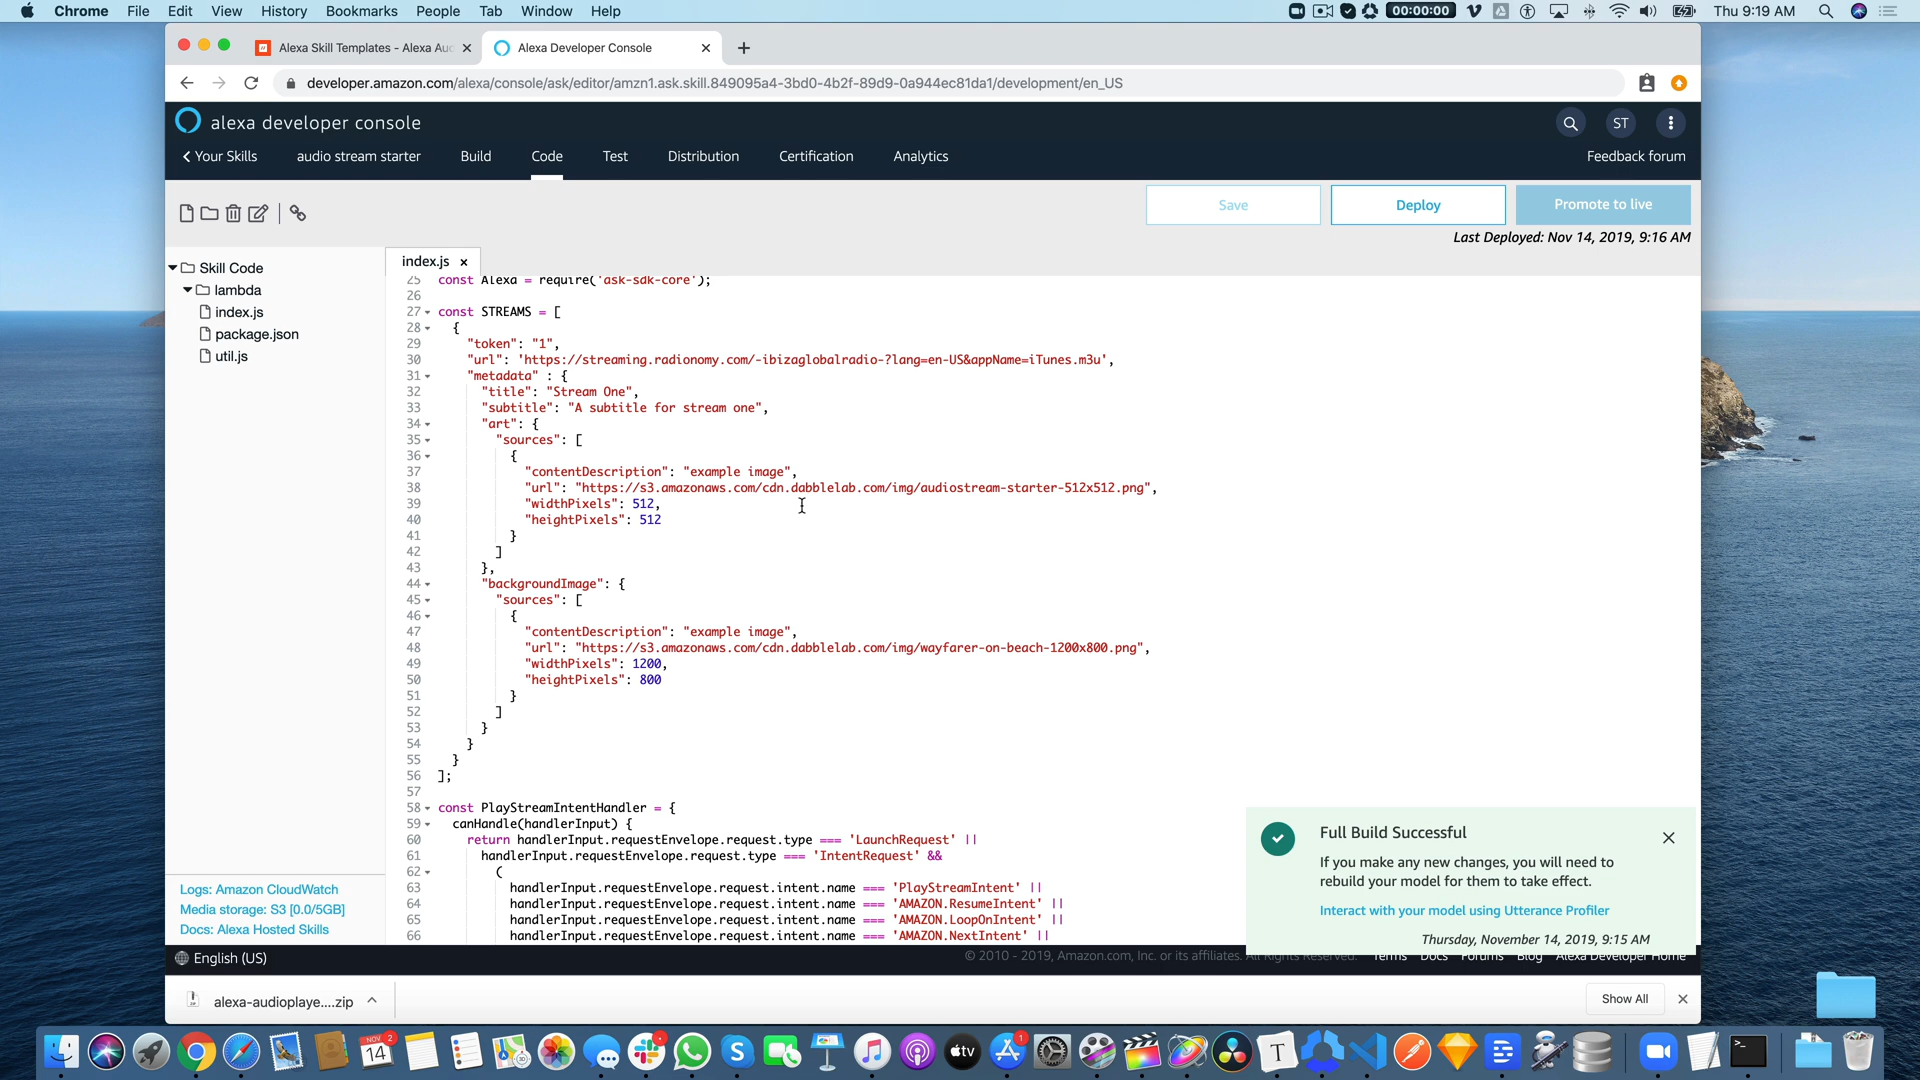 Chrome File Edit View History Bookmarks People Tab Window Help 00:00:00 Thu 9:19 AM
Alexa Skill Templates - Alexa Au
Alexa Developer Console
developer.amazon.com/alexa/console/ask/editor/amzn1.ask.skill.849095a4-3bd0-4b2f-89d9-0a944ec81da1/development/en_US
alexa developer console
ST
Your Skills audio stream starter Build Code Test Distribution Certification Analytics Feedback forum
Save Deploy Promote to live
Last Deployed: Nov 14, 2019, 9:16 AM
Skill Code
lambda
index.js
package.json
util.js
index.js
25 const Alexa = require('ask-sdk-core');
26
27 const STREAMS = [
28 {
29 "token": "1",
30 "url": 'https://streaming.radionomy.com/-ibizaglobalradio-?lang=en-US&appName=iTunes.m3u',
31 "metadata" : {
32 "title": "Stream One",
33 "subtitle": "A subtitle for stream one",
34 "art": {
35 "sources": [
36 {
37 "contentDescription": "example image",
38 "url": "https://s3.amazonaws.com/cdn.dabblelab.com/img/audiostream-starter-512x512.png",
39 "widthPixels": 512,
40 "heightPixels": 512
41 }
42 ]
43 },
44 "backgroundImage": {
45 "sources": [
46 {
47 "contentDescription": "example image",
48 "url": "https://s3.amazonaws.com/cdn.dabblelab.com/img/wayfarer-on-beach-1200x800.png",
49 "widthPixels": 1200,
50 "heightPixels": 800
51 }
52 ]
53 }
54 }
55 }
56 ];
57
58 const PlayStreamIntentHandler = {
59 canHandle(handlerInput) {
60 return handlerInput.requestEnvelope.request.type === 'LaunchRequest' ||
61 handlerInput.requestEnvelope.request.type === 'IntentRequest' &&
62 (
63 handlerInput.requestEnvelope.request.intent.name === 'PlayStreamIntent' ||
64 handlerInput.requestEnvelope.request.intent.name === 'AMAZON.ResumeIntent' ||
65 handlerInput.requestEnvelope.request.intent.name === 'AMAZON.LoopOnIntent' ||
66 handlerInput.requestEnvelope.request.intent.name === 'AMAZON.NextIntent' ||
Full Build Successful
If you make any new changes, you will need to
rebuild your model for them to take effect.
Interact with your model using Utterance Profiler
Thursday, November 14, 2019, 9:15 AM
Logs: Amazon CloudWatch
Media storage: S3 [0.0/5GB]
Docs: Alexa Hosted Skills
English (US)
© 2010 - 2019, Amazon.com, Inc. or its affiliates. All Rights Reserved. Terms Docs Forums Blog Alexa Developer Home
alexa-audioplaye....zip
Show All
NOV
14
2
tv
1
T